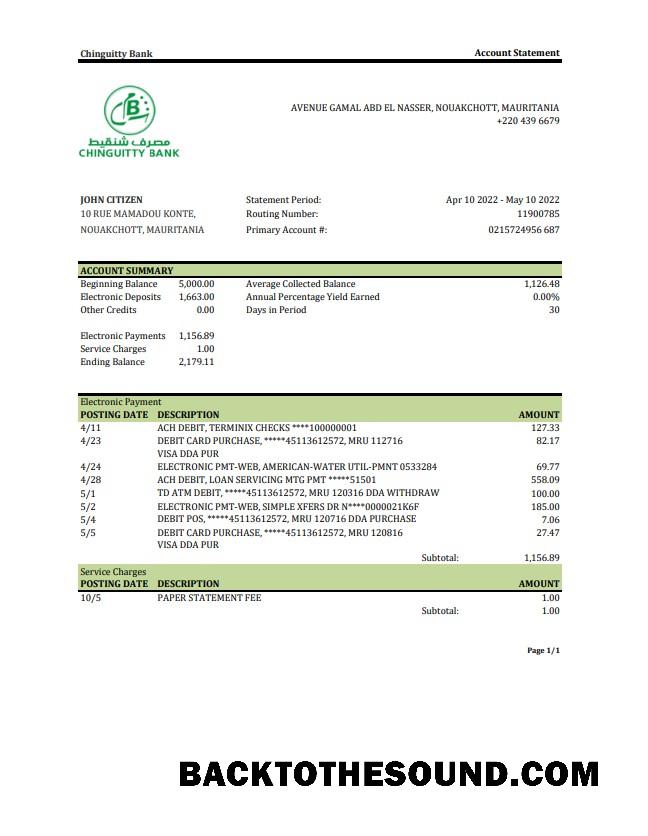 Chinguitty Bank Account Statement
مصرف شنقيط
CHINGUITTY BANK
AVENUE GAMAL ABD EL NASSER, NOUAKCHOTT, MAURITANIA
+220 439 6679
JOHN CITIZEN Statement Period: Apr 10 2022 - May 10 2022
10 RUE MAMADOU KONTE, Routing Number: 11900785
NOUAKCHOTT, MAURITANIA Primary Account #: 0215724956 687
ACCOUNT SUMMARY
Beginning Balance 5,000.00 Average Collected Balance 1,126.48
Electronic Deposits 1,663.00 Annual Percentage Yield Earned 0.00%
Other Credits 0.00 Days in Period 30
Electronic Payments 1,156.89
Service Charges 1.00
Ending Balance 2,179.11
Electronic Payment
POSTING DATE DESCRIPTION AMOUNT
4/11 ACH DEBIT, TERMINIX CHECKS ****100000001 127.33
4/23 DEBIT CARD PURCHASE, *****45113612572, MRU 112716 82.17
VISA DDA PUR
4/24 ELECTRONIC PMT-WEB, AMERICAN-WATER UTIL-PMNT 0533284 69.77
4/28 ACH DEBIT, LOAN SERVICING MTG PMT *****51501 558.09
5/1 TD ATM DEBIT, *****45113612572, MRU 120316 DDA WITHDRAW 100.00
5/2 ELECTRONIC PMT-WEB, SIMPLE XFERS DR N****0000021K6F 185.00
5/4 DEBIT POS, *****45113612572, MRU 120716 DDA PURCHASE 7.06
5/5 DEBIT CARD PURCHASE, *****45113612572, MRU 120816 27.47
VISA DDA PUR
Subtotal: 1,156.89
Service Charges
POSTING DATE DESCRIPTION AMOUNT
10/5 PAPER STATEMENT FEE 1.00
Subtotal: 1.00
Page 1/1
BACKTOTHESOUND.COM